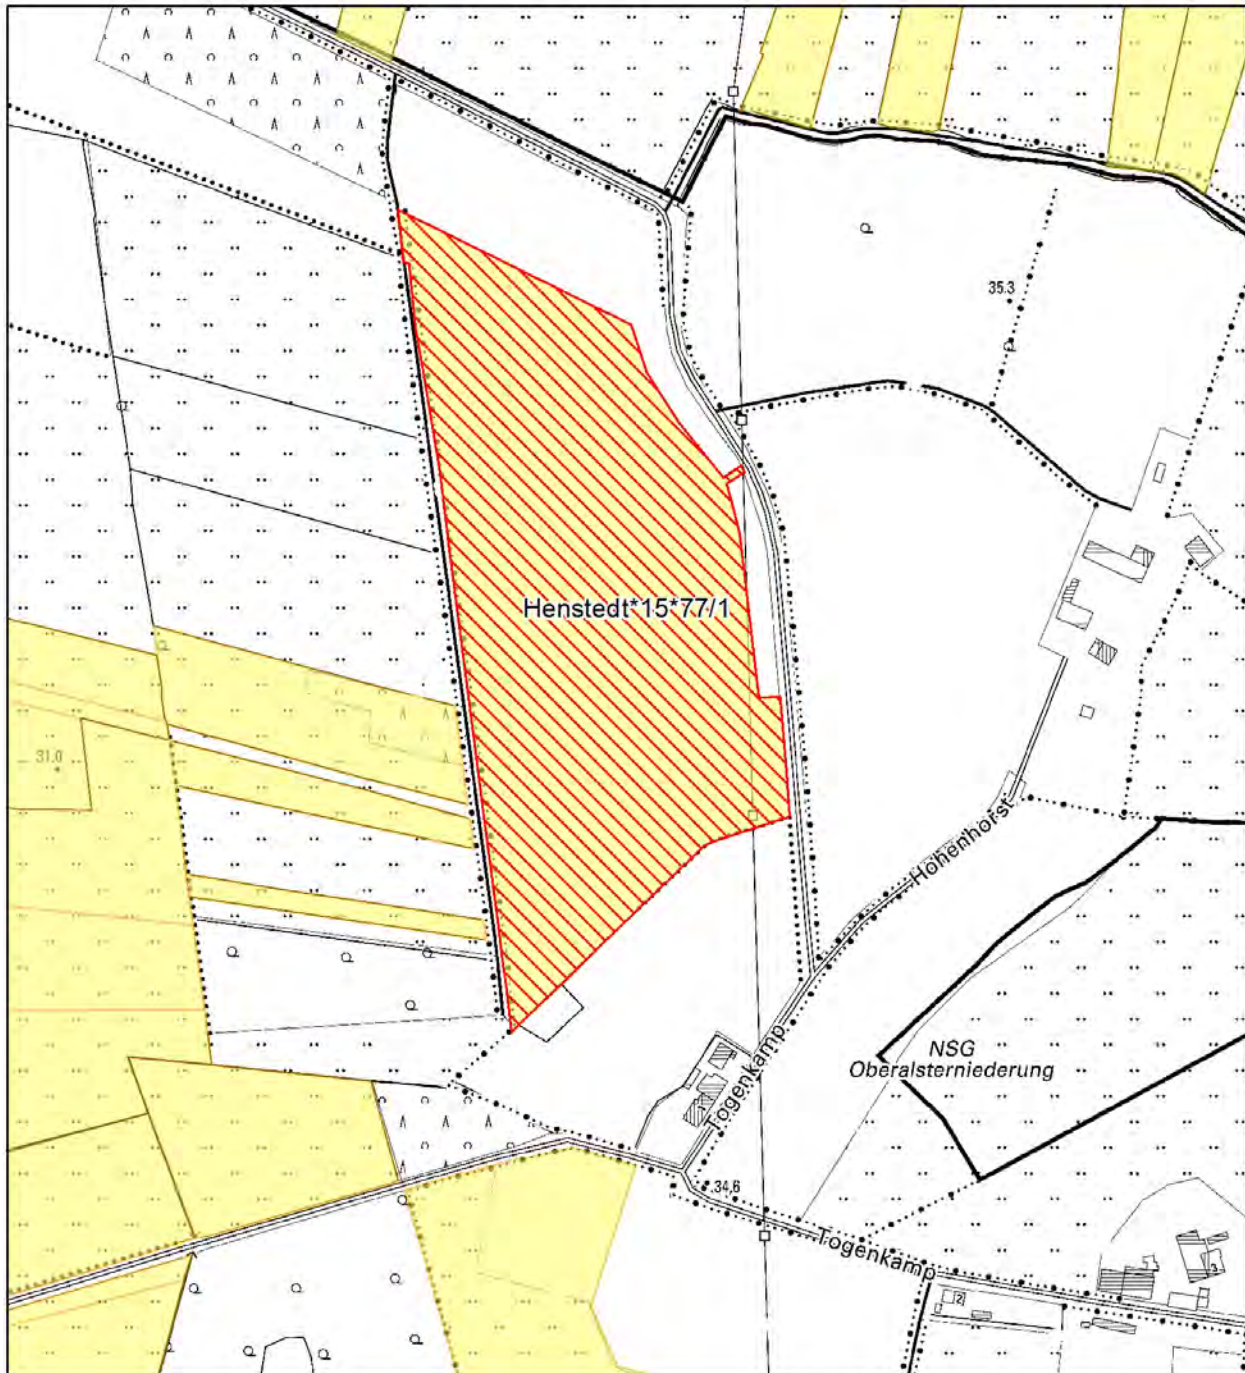 35.3
Henstedt*15*77/1
31.0
Hohenhorst
NSG
Oberalsterniederung
Togenkamp
34.6
Togenkamp
3
2